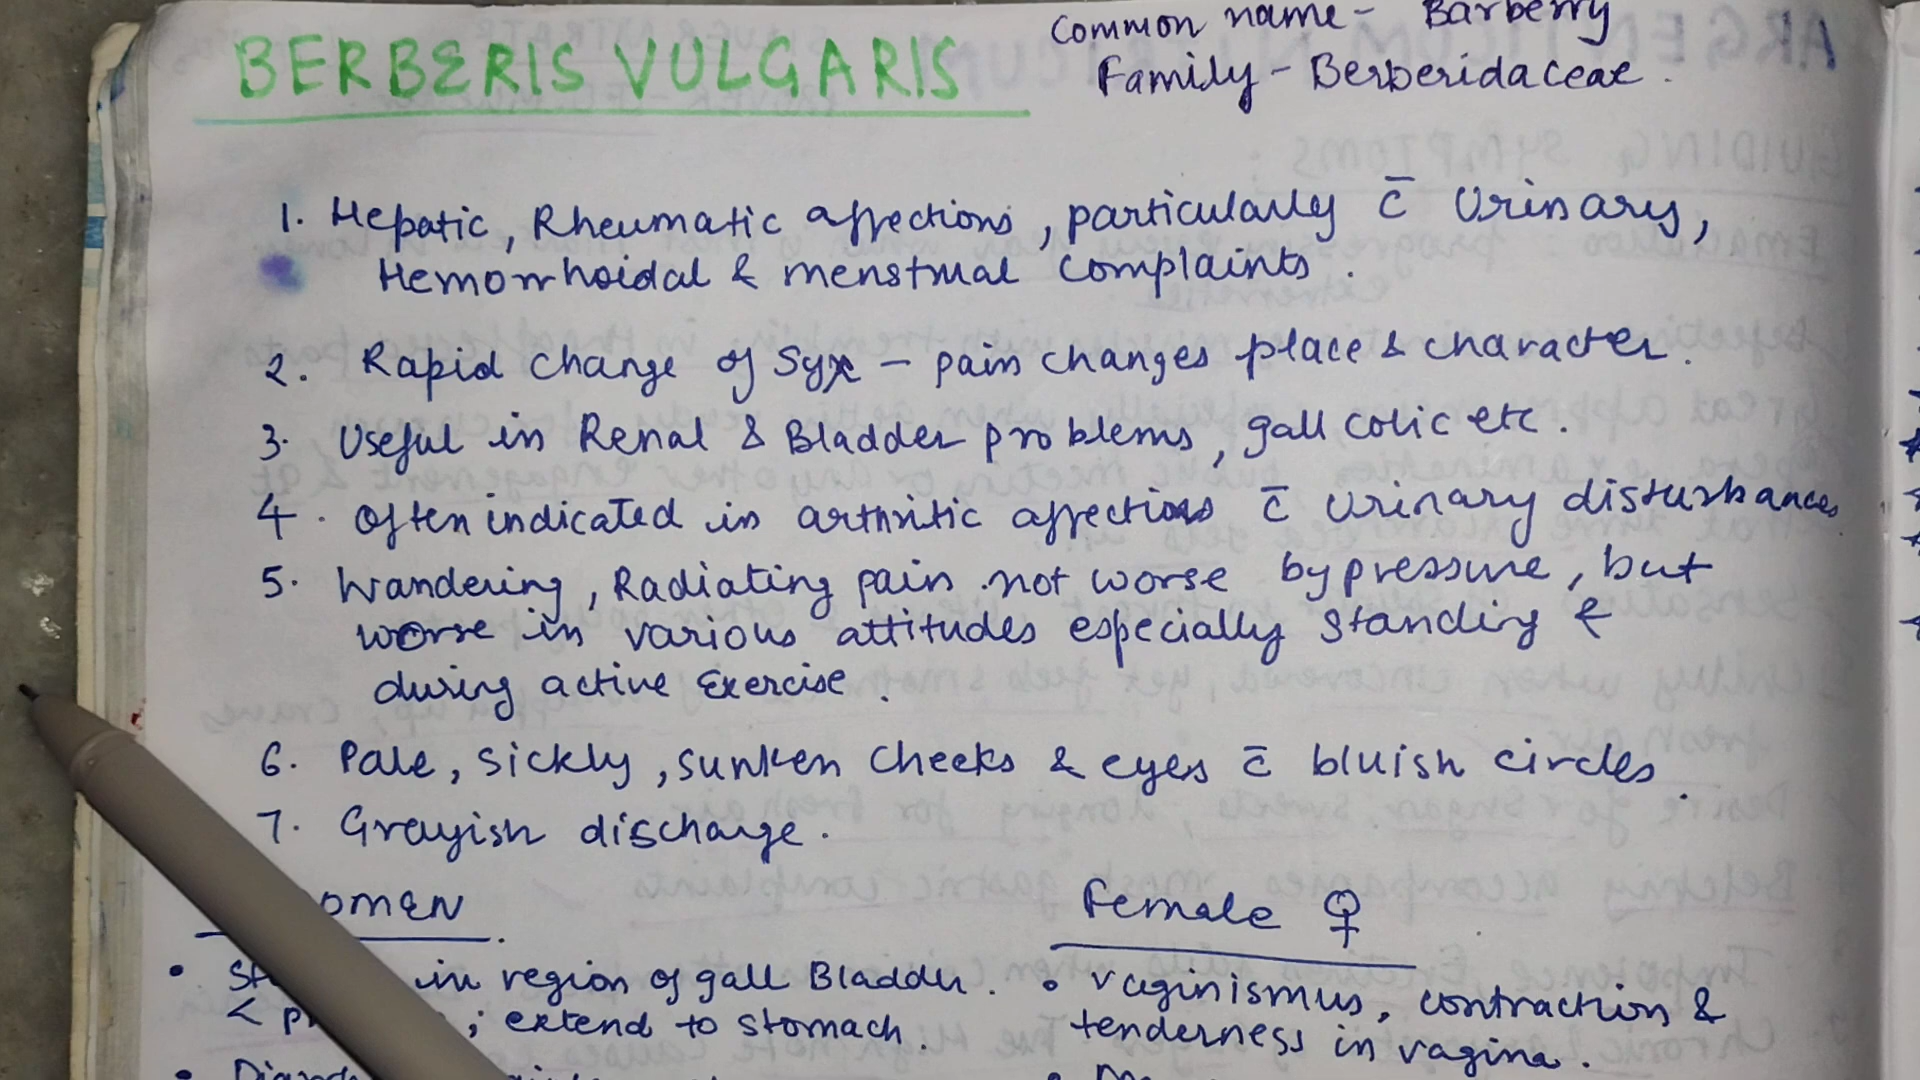 BERBERIS VULGARIS
Common name - Barberry
Family - Berberidaceae.
1. Hepatic, Rheumatic affections, particularly c̄ Urinary,
Hemorrhoidal & menstrual complaints.
2. Rapid change of Syx - pain changes place & character.
3. Useful in Renal & Bladder problems, gall colic etc.
4. Often indicated in arthritic affections c̄ Urinary disturbances
5. Wandering, Radiating pain not worse by pressure, but
worse in various attitudes especially Standing &
during active Exercise.
6. Pale, Sickly, sunken cheeks & eyes c̄ bluish circles.
7. Grayish discharge.
omen
in region of gall Bladder.
< ; extend to stomach.
Female ♀
• Vaginismus, contraction &
tenderness in vagina.